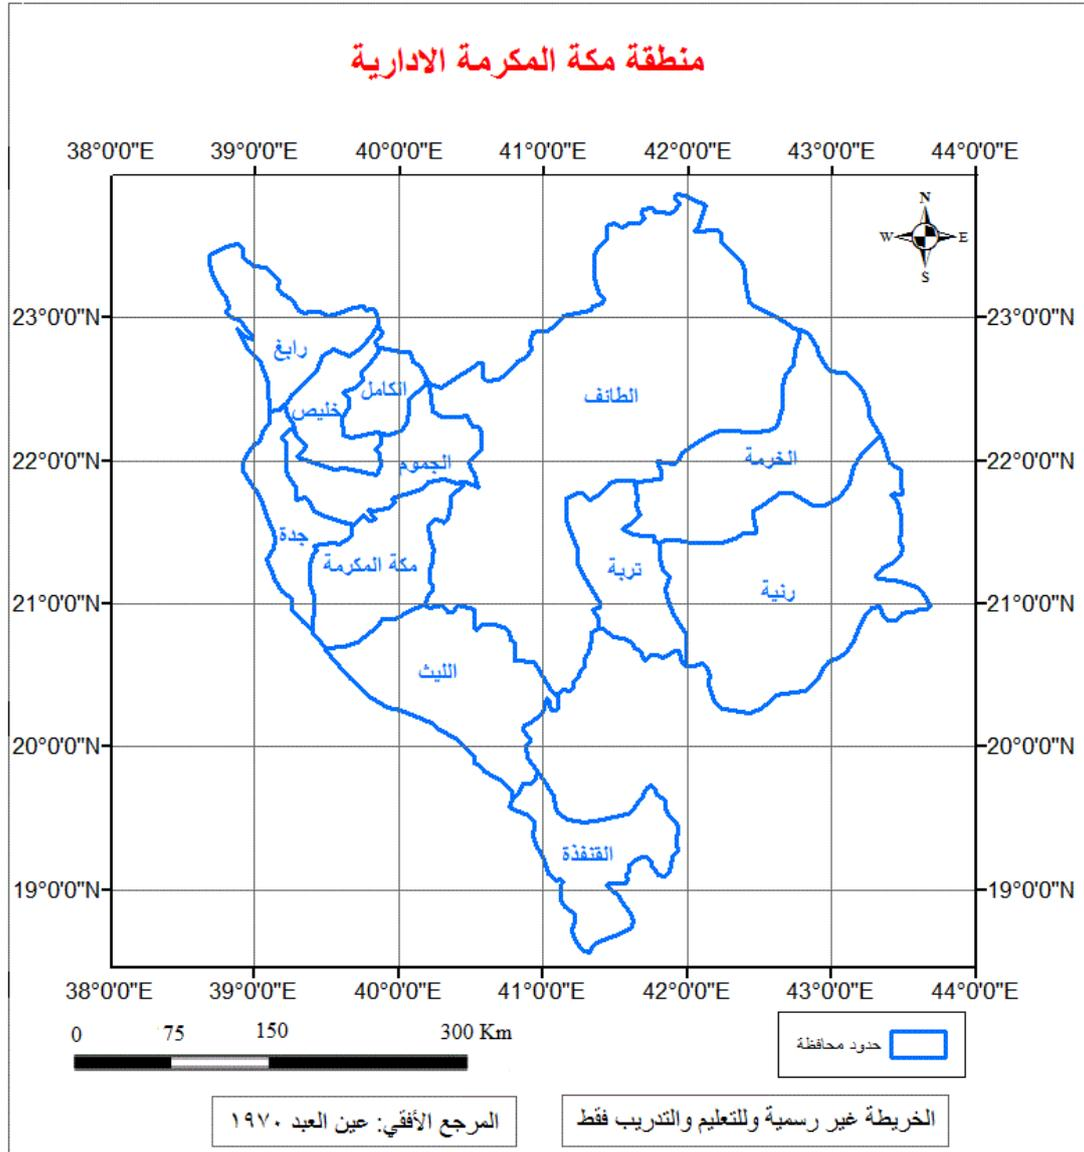 منطقة مكة المكرمة الادارية
38°0'0"E 39°0'0"E 40°0'0"E 41°0'0"E 42°0'0"E 43°0'0"E 44°0'0"E
N
W E
S
23°0'0"N 23°0'0"N
رابغ
الكامل
الطائف
خليص
22°0'0"N 22°0'0"N
الجموم
الخرمة
جدة
مكة المكرمة
تربة
رنية
21°0'0"N 21°0'0"N
الليث
20°0'0"N 20°0'0"N
القنفذة
19°0'0"N 19°0'0"N
38°0'0"E 39°0'0"E 40°0'0"E 41°0'0"E 42°0'0"E 43°0'0"E 44°0'0"E
0 75 150 300 Km
حدود محافظة
الخريطة غير رسمية وللتعليم والتدريب فقط
المرجع الأفقي: عين العبد ١٩٧٠